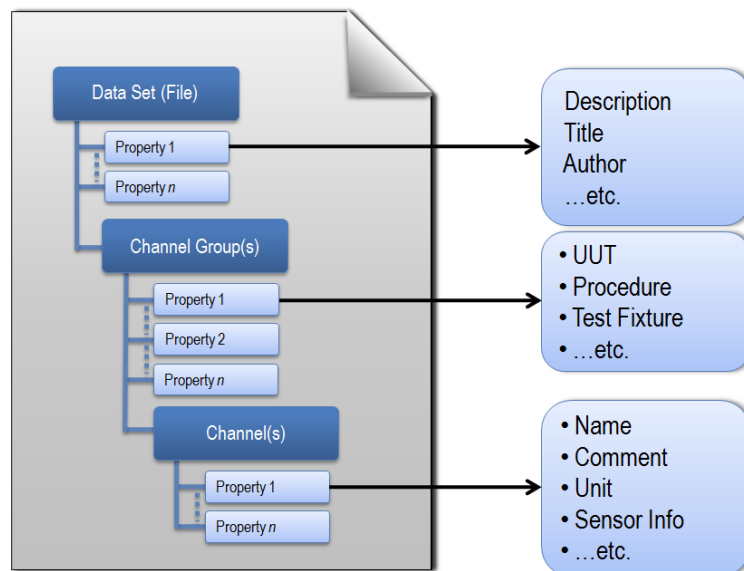 Data Set (File)
Property 1
Property n
Channel Group(s)
Property 1
Property 2
Property n
Channel(s)
Property 1
Property n
Description
Title
Author
...etc.
• UUT
• Procedure
• Test Fixture
• ...etc.
• Name
• Comment
• Unit
• Sensor Info
• ...etc.